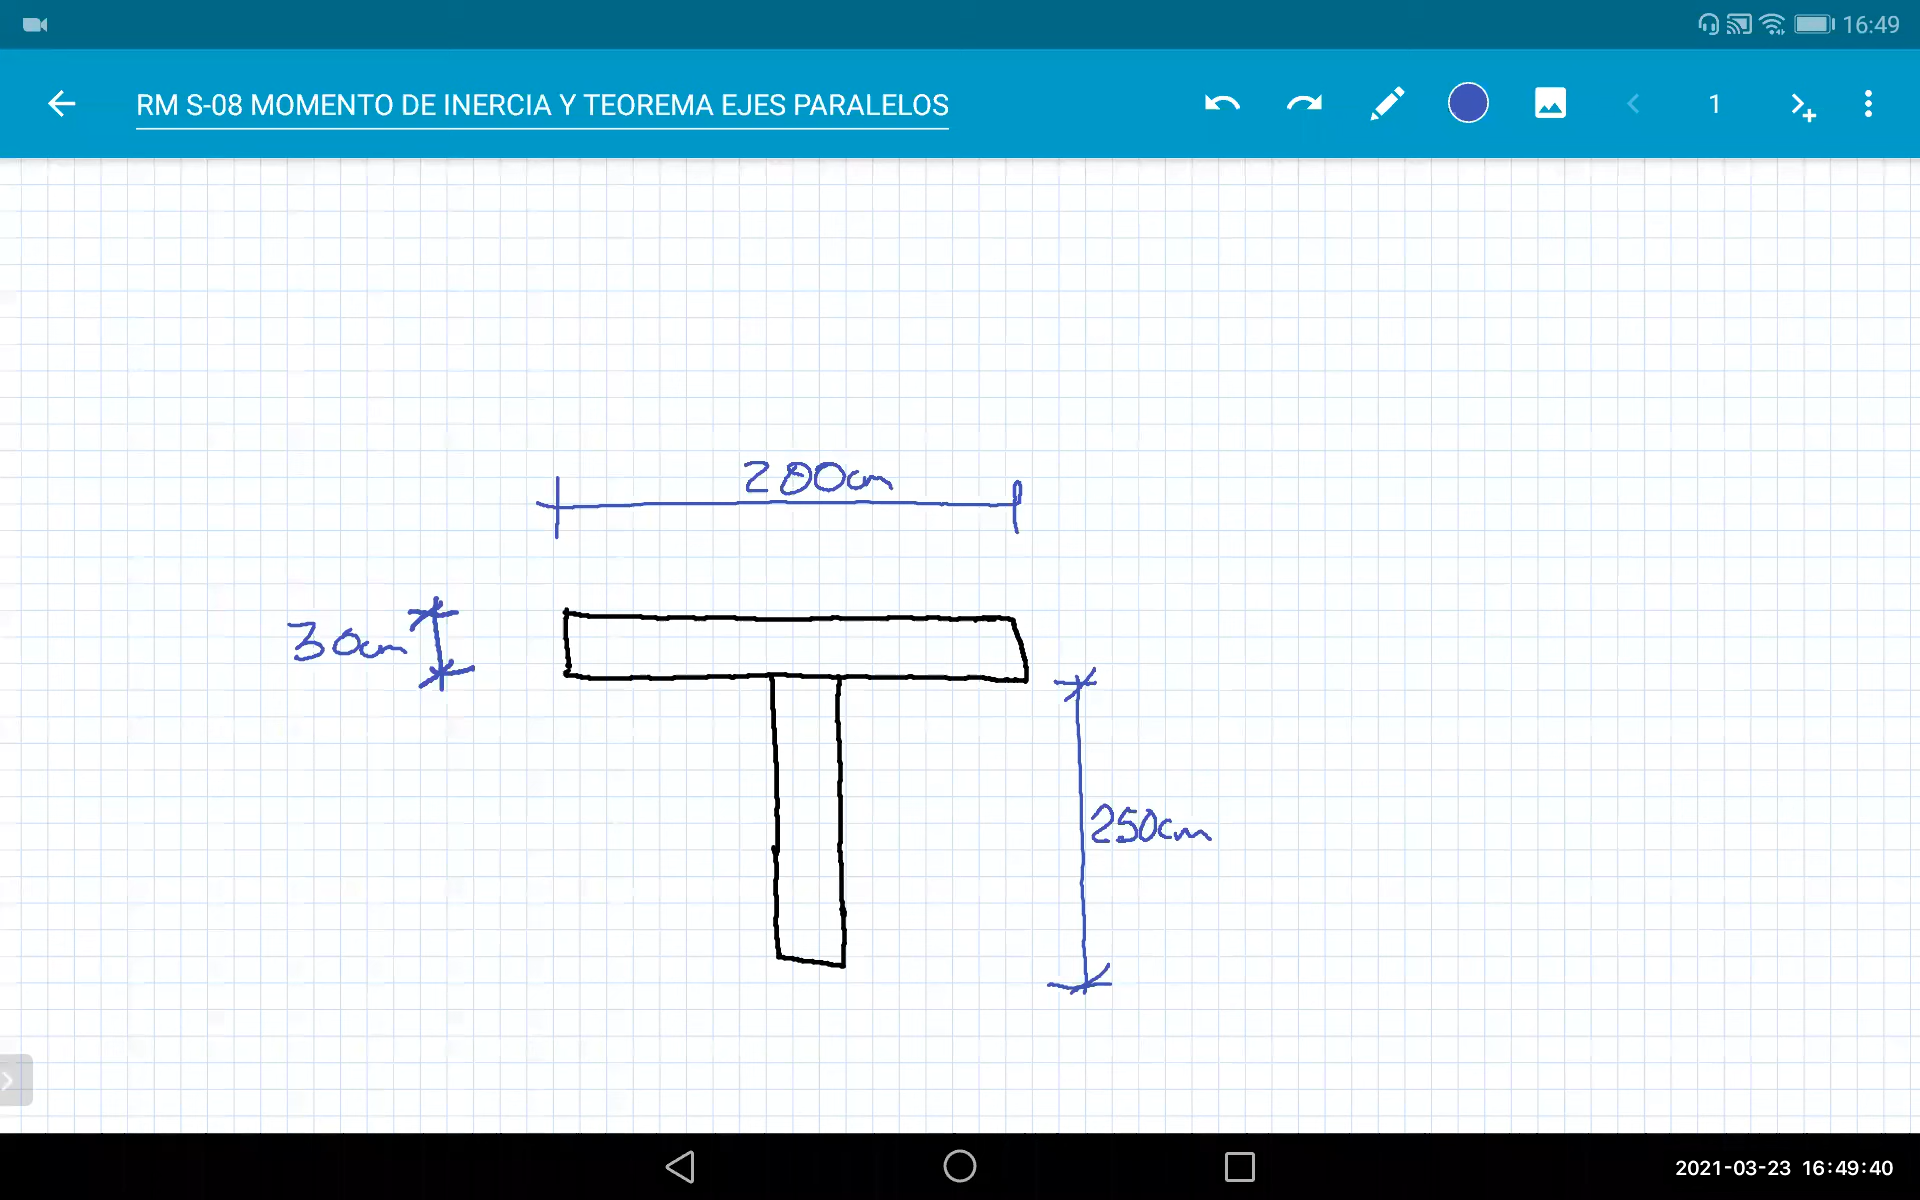 16:49
RM S-08 MOMENTO DE INERCIA Y TEOREMA EJES PARALELOS
1
200cm
30cm
250cm
2021-03-23 16:49:40